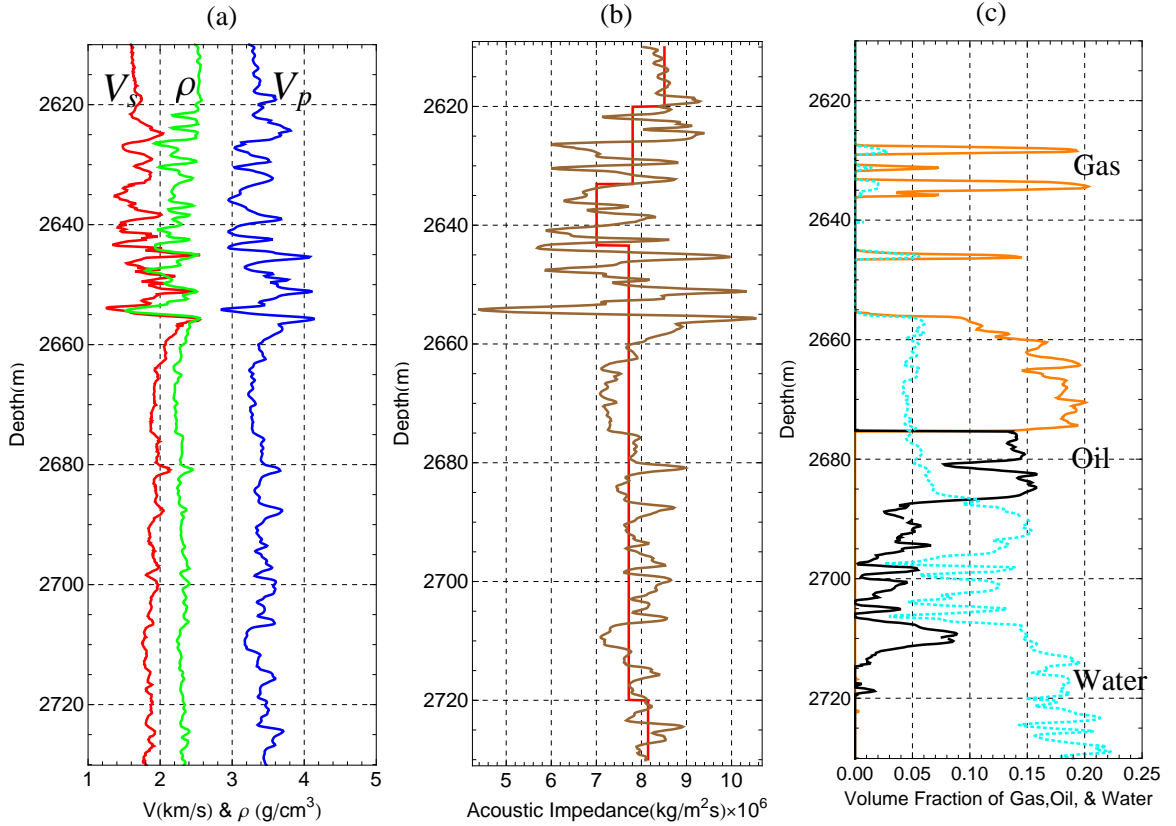 (a)
V_s ρ V_p
2620
2640
2660
2680
2700
2720
Depth(m)
1 2 3 4 5
V(km/s) & ρ (g/cm³)
(b)
2620
2640
2660
2680
2700
2720
Depth(m)
5 6 7 8 9 10
Acoustic Impedance(kg/m²s)×10⁶
(c)
Gas
Oil
Water
2620
2640
2660
2680
2700
2720
Depth(m)
0.00 0.05 0.10 0.15 0.20 0.25
Volume Fraction of Gas,Oil, & Water